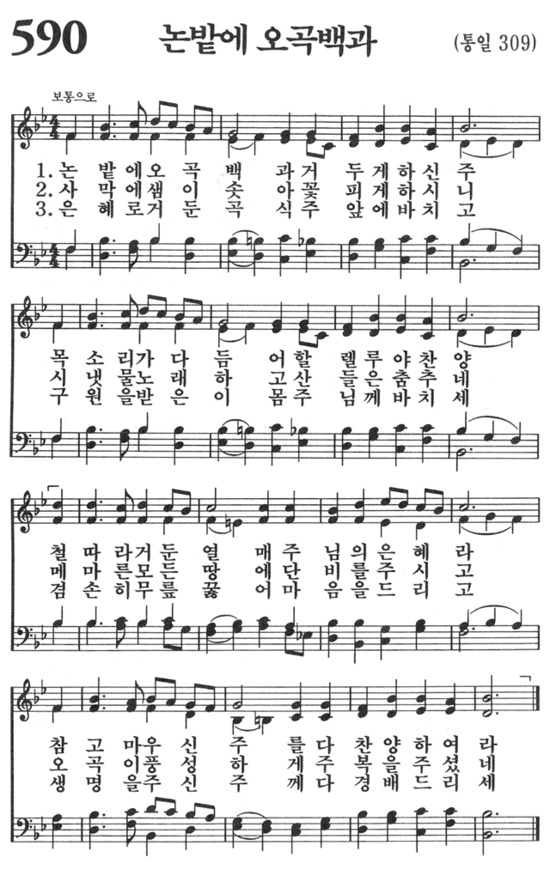 590 논밭에 오곡백과 (통일 309)
보통으로
1. 논 밭 에오 곡 백 과거 두 게하신 주
2. 사 막 에샘 이 솟 아꽃 피 게하시 니
3. 은 혜 로거 둔 곡 식주 앞 에바치 고
목 소 리가 다 듬 어할 렐 루야찬 양
시 냇 물노 래 하 고산 들 은춤추 네
구 원 을받 은 이 몸주 님 께바치 세
철 따 라거 둔 열 매주 님 의은혜 라
메 마 른모든 땅 에단 비 를주시 고
겸 손 히무릎 꿇 어마 음 을드리 고
참 고 마우 신 주 를다 찬 양하여 라
오 곡 이풍 성 하 게주 복 을주셨 네
생 명 을주 신 주 께다 경 배드리 세